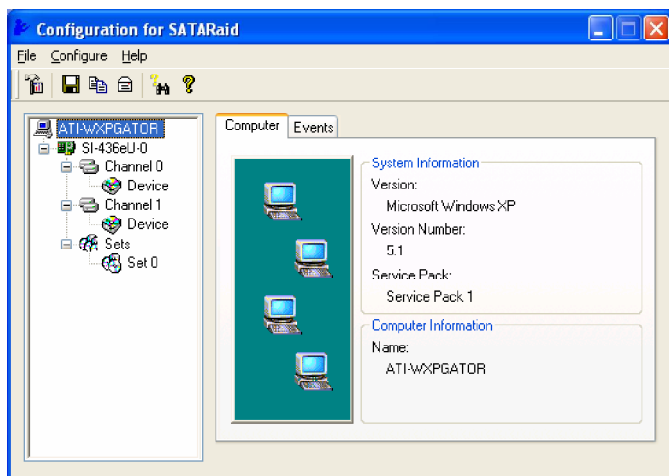 Configuration for SATARaid
File Configure Help
ATI-WXPGATOR
SI-436eU-0
Channel 0
Device
Channel 1
Device
Sets
Set 0
Computer Events
System Information
Version:
Microsoft Windows XP
Version Number:
5.1
Service Pack:
Service Pack 1
Computer Information
Name:
ATI-WXPGATOR